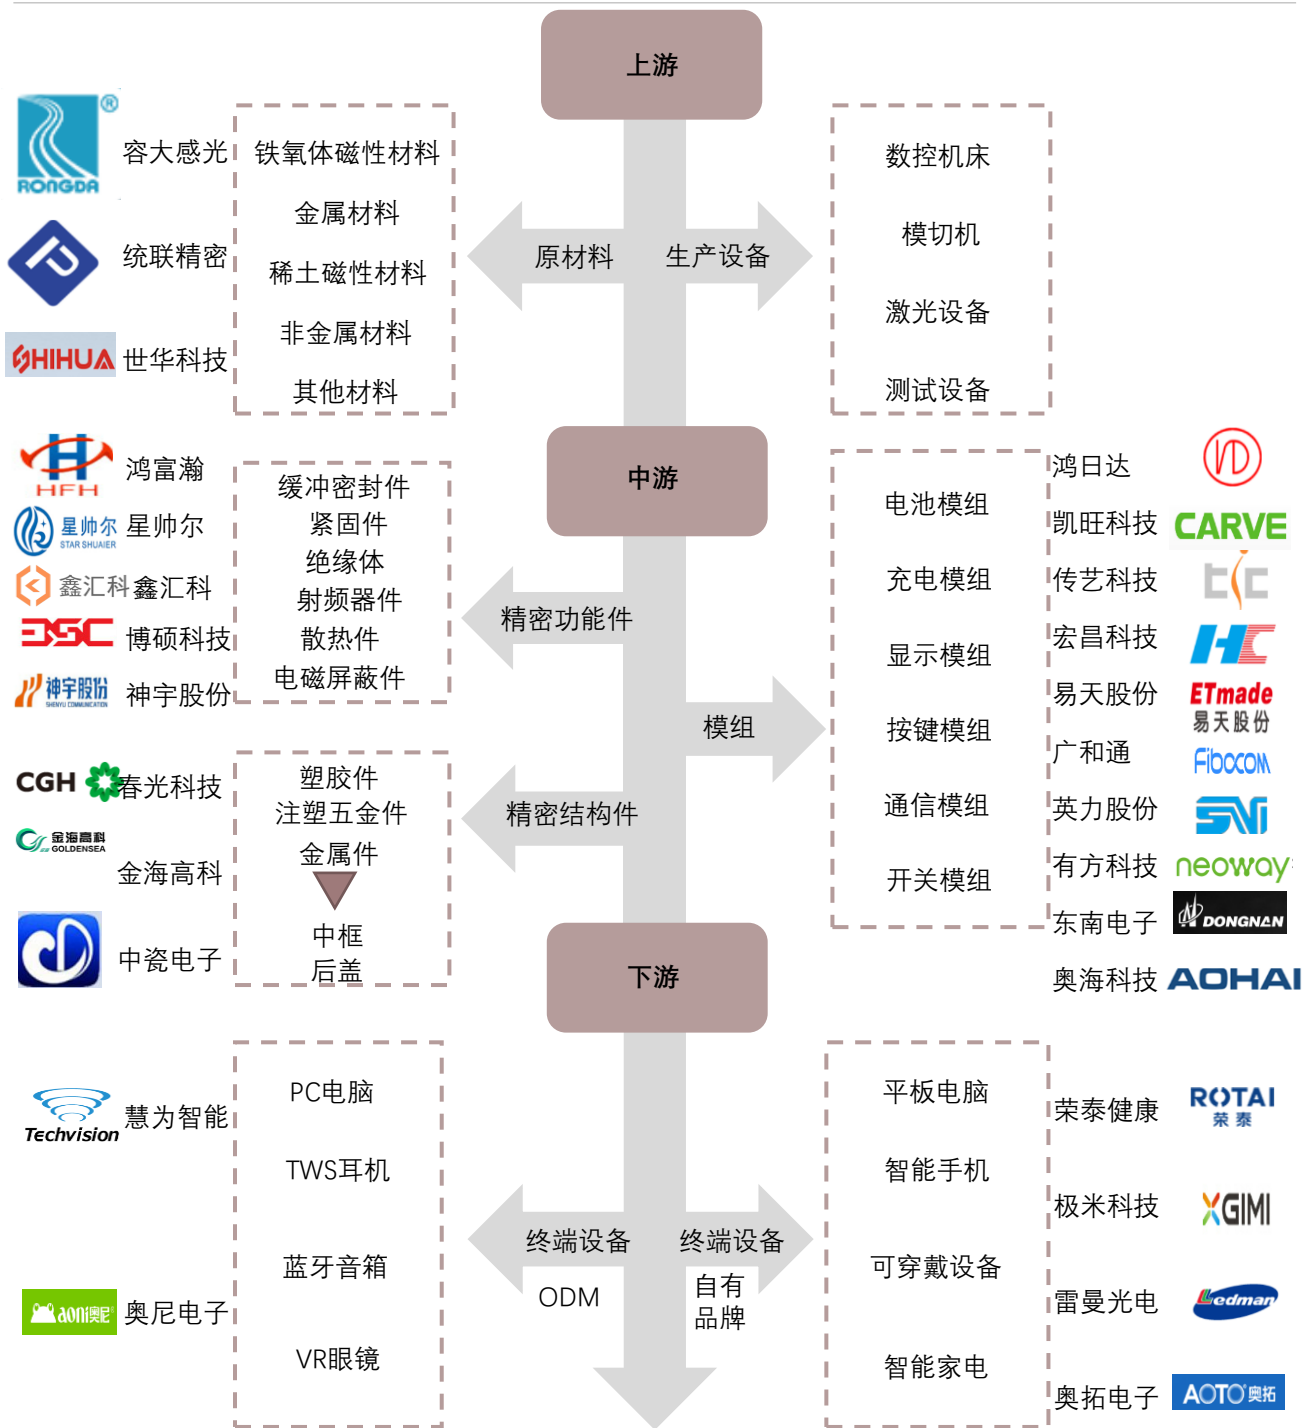 上游
RONGDA
®
容大感光
统联精密
SHIHUA
世华科技
铁氧体磁性材料
金属材料
稀土磁性材料
非金属材料
其他材料
原材料
生产设备
数控机床
模切机
激光设备
测试设备
中游
HFH
鸿富瀚
星帅尔
STAR SHUAIER
星帅尔
鑫汇科
鑫汇科
博硕科技
神宇股份
SHENYU COMMUNICATION
神宇股份
缓冲密封件
紧固件
绝缘体
射频器件
散热件
电磁屏蔽件
精密功能件
CGH
春光科技
金海高科
GOLDENSEA
金海高科
中瓷电子
塑胶件
注塑五金件
金属件
中框
后盖
精密结构件
模组
电池模组
充电模组
显示模组
按键模组
通信模组
开关模组
鸿日达
凯旺科技
CARVE
传艺科技
宏昌科技
HC
易天股份
ETmade
易天股份
广和通
Fibocom
英力股份
有方科技
neoway
东南电子
DONGNAN
奥海科技
AOHAI
下游
Techvision
慧为智能
aoni奥尼
奥尼电子
PC电脑
TWS耳机
蓝牙音箱
VR眼镜
终端设备
ODM
终端设备
自有
品牌
平板电脑
智能手机
可穿戴设备
智能家电
荣泰健康
ROTAI
荣泰
极米科技
XGIMI
雷曼光电
Ledman
奥拓电子
AOTO 奥拓